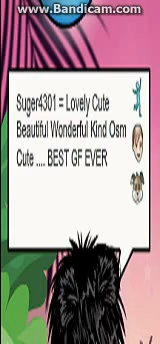 www.Bandicam.com
Suger4301 = Lovely Cute
Beautiful Wonderful Kind Osm
Cute .... BEST GF EVER